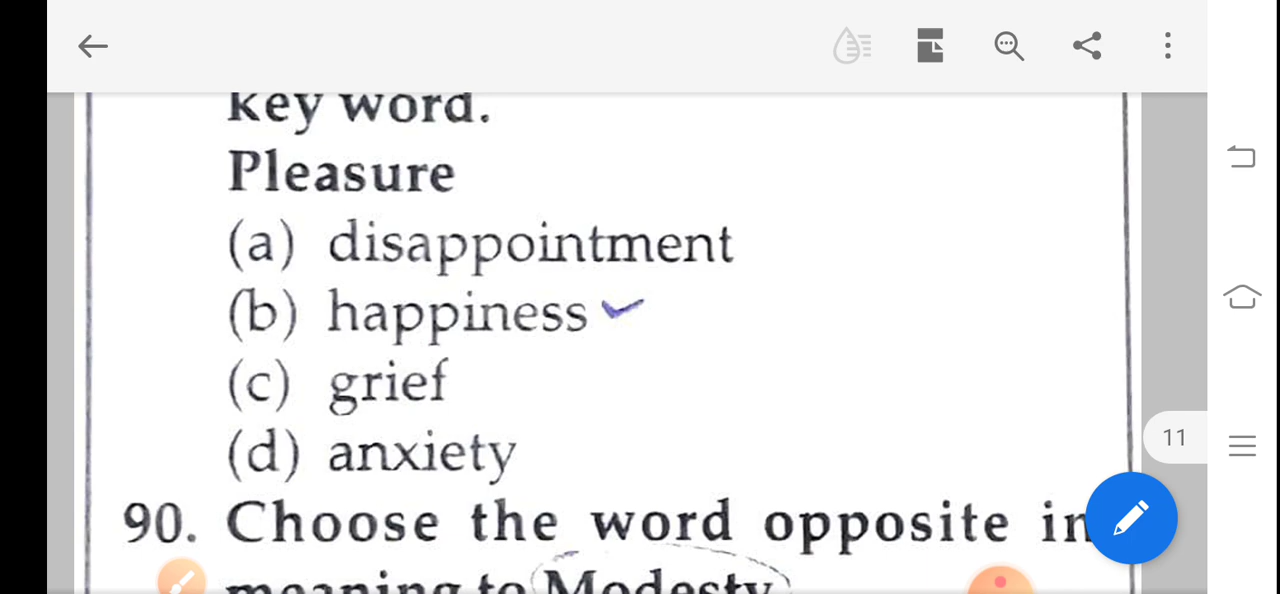 key word.
Pleasure
(a) disappointment
(b) happiness
(c) grief
(d) anxiety
11
90. Choose the word opposite in
meaning to Modesty